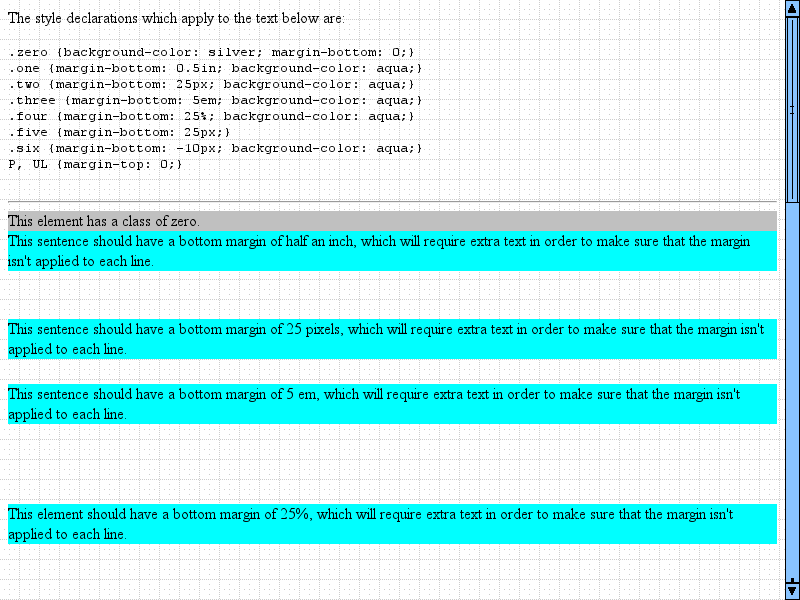 The style declarations which apply to the text below are:
.zero {background-color: silver; margin-bottom: 0;}
.one {margin-bottom: 0.5in; background-color: aqua;}
.two {margin-bottom: 25px; background-color: aqua;}
.three {margin-bottom: 5em; background-color: aqua;}
.four {margin-bottom: 25%; background-color: aqua;}
.five {margin-bottom: 25px;}
.six {margin-bottom: -10px; background-color: aqua;}
P, UL {margin-top: 0;}
This element has a class of zero.
This sentence should have a bottom margin of half an inch, which will require extra text in order to make sure that the margin
isn't applied to each line.
This sentence should have a bottom margin of 25 pixels, which will require extra text in order to make sure that the margin isn't
applied to each line.
This sentence should have a bottom margin of 5 em, which will require extra text in order to make sure that the margin isn't
applied to each line.
This element should have a bottom margin of 25%, which will require extra text in order to make sure that the margin isn't
applied to each line.